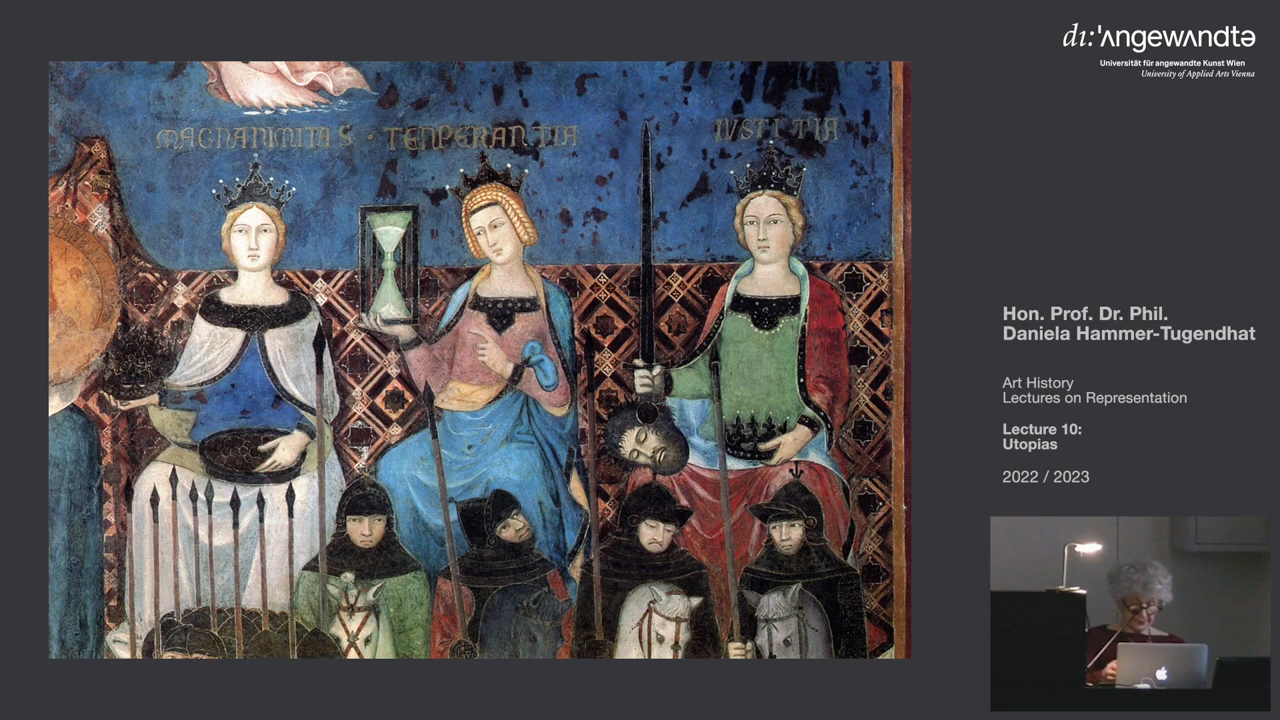 dı:'ʌngewʌndtə
Universität für angewandte Kunst Wien
University of Applied Arts Vienna
MAGNANIMITAS · TENPERANTIA IVSTITIA
Hon. Prof. Dr. Phil.
Daniela Hammer-Tugendhat
Art History
Lectures on Representation
Lecture 10:
Utopias
2022 / 2023